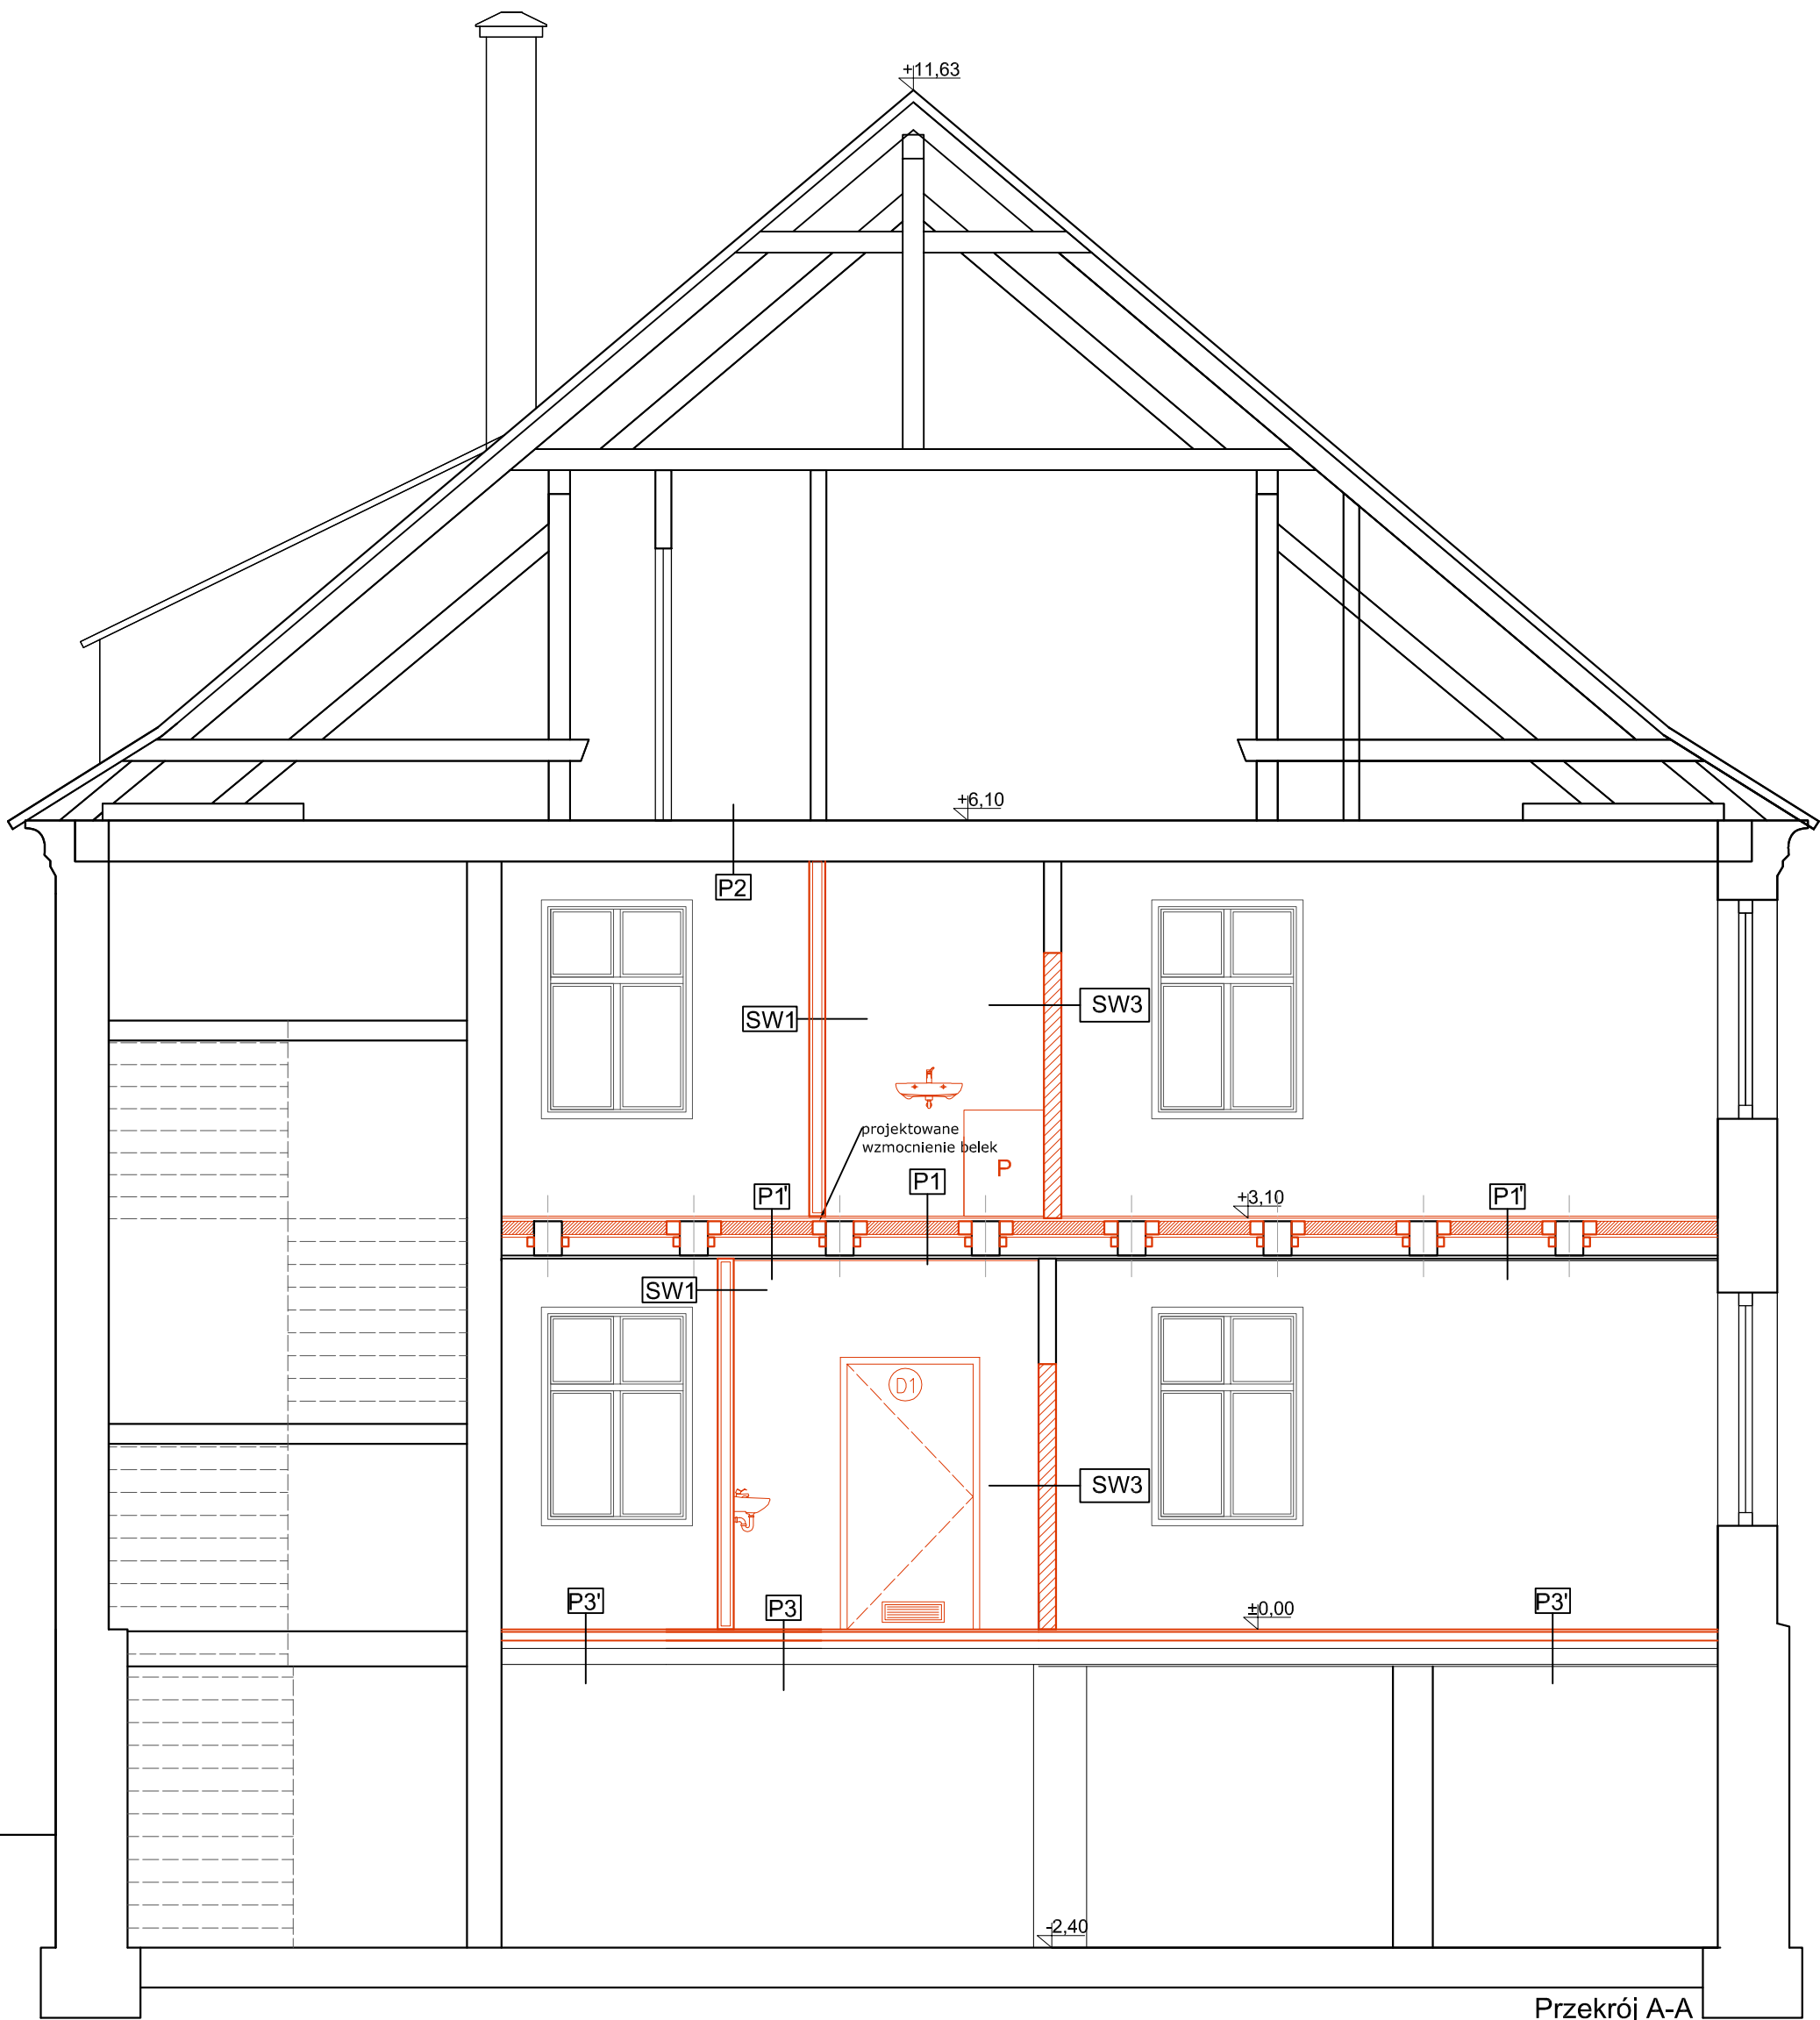 +11,63
+6,10
P2
SW1
SW3
projektowane
wzmocnienie belek
P
P1'
P1
+3,10
P1'
SW1
D1
SW3
P3'
P3
±0,00
P3'
-2,40
Przekrój A-A